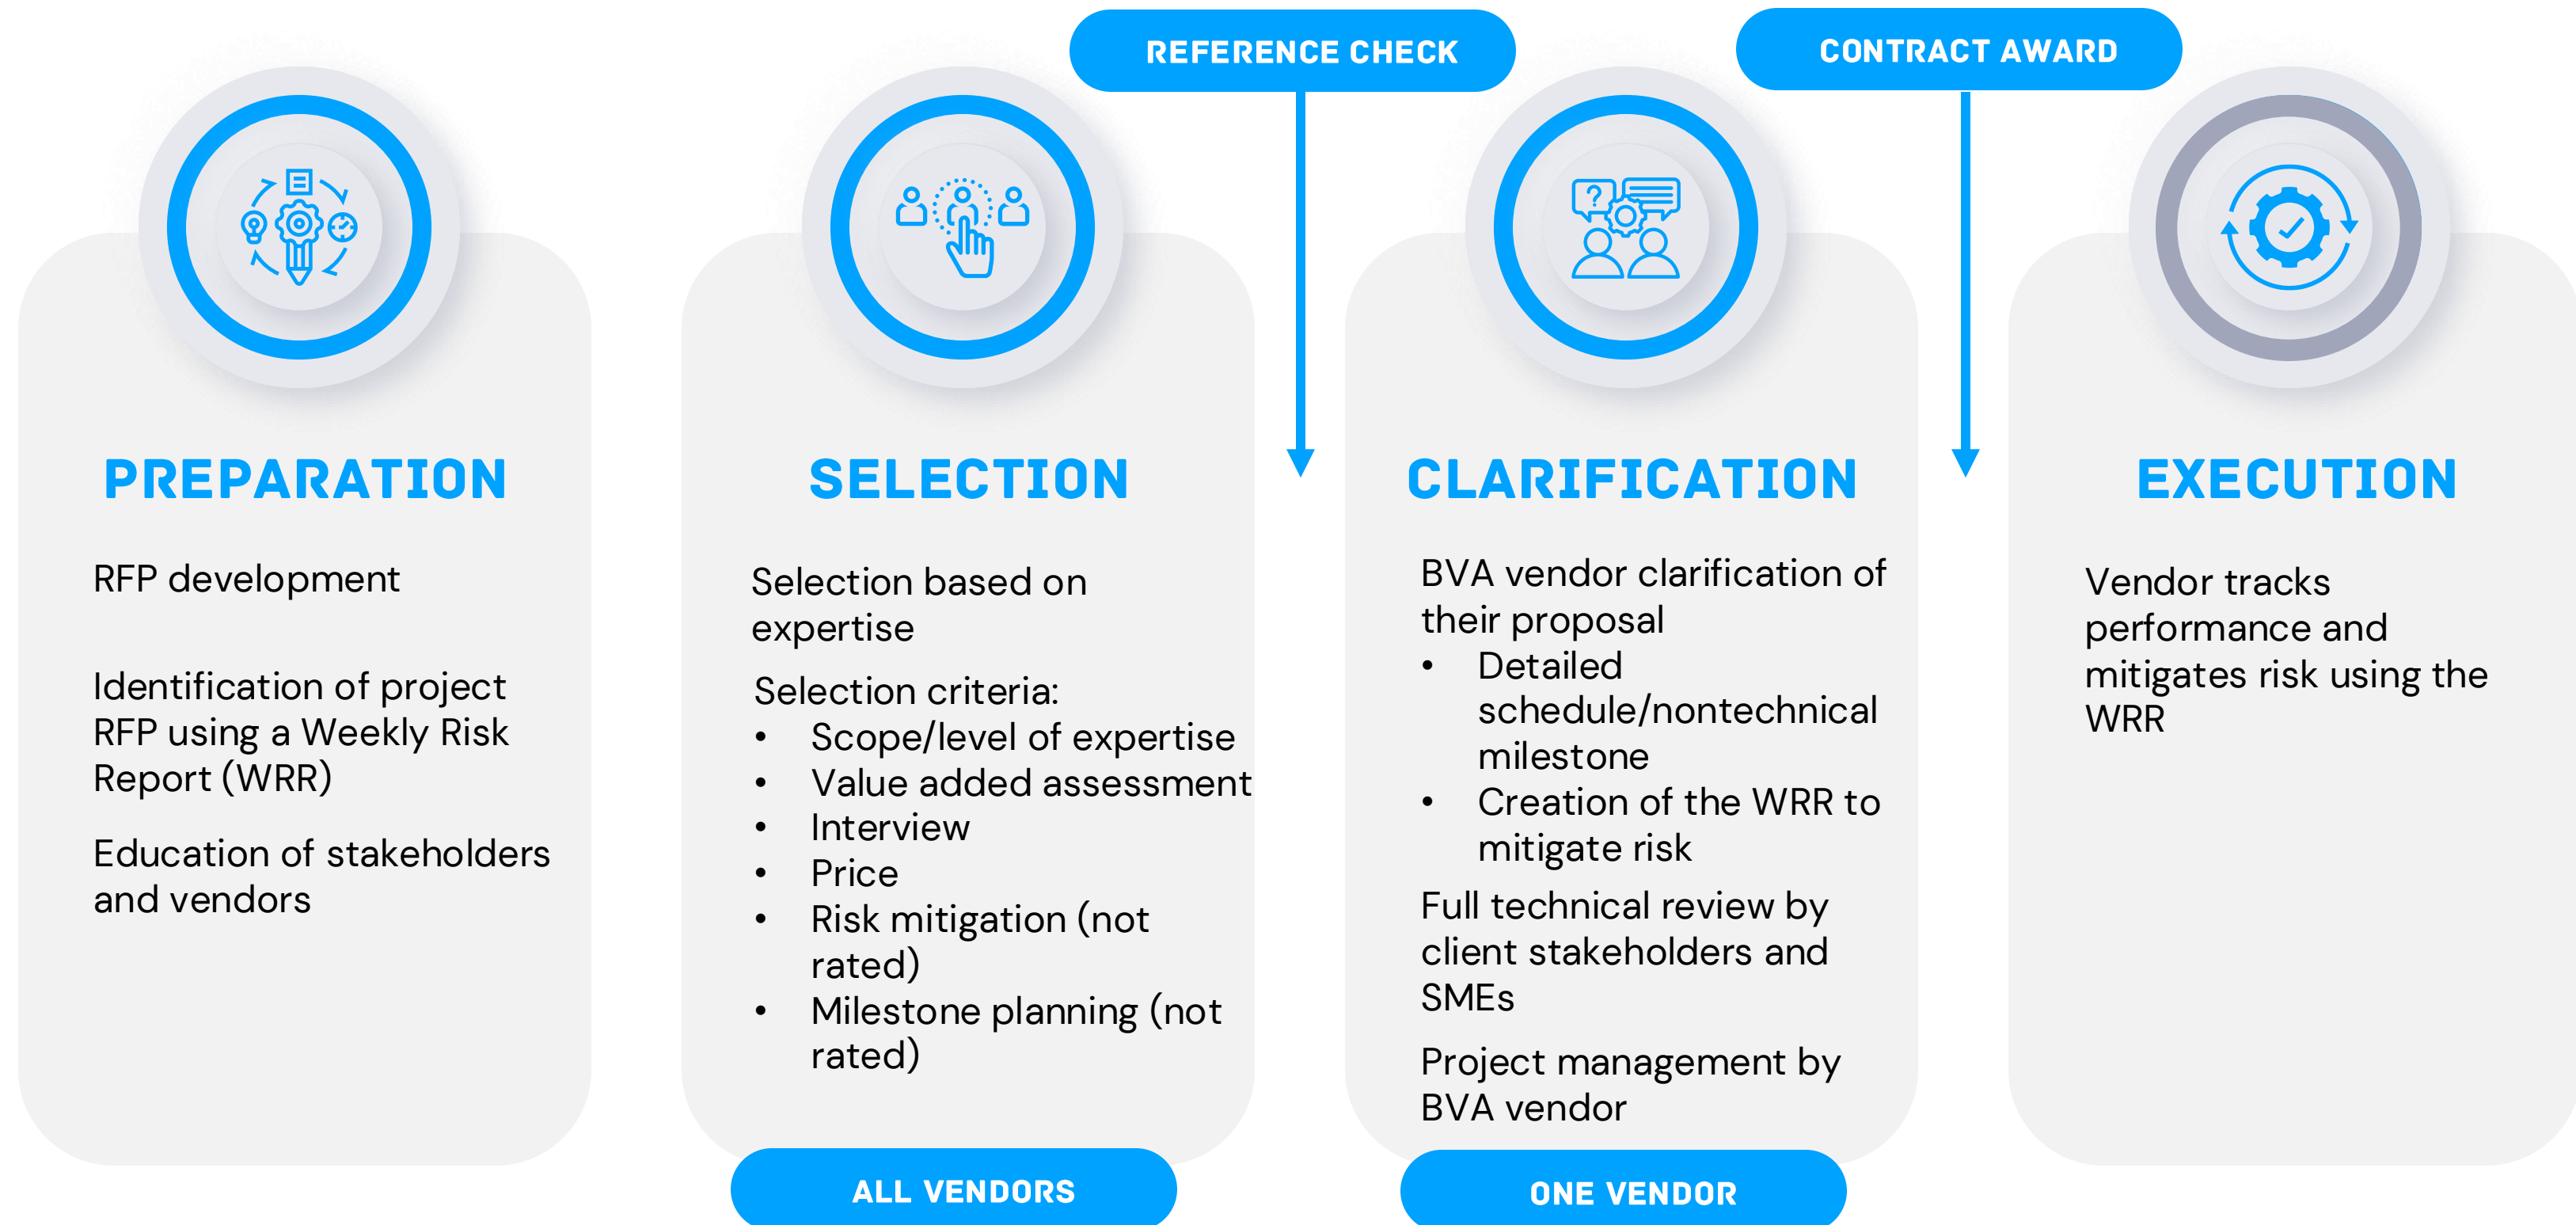 REFERENCE CHECK
CONTRACT AWARD
?
PREPARATION
RFP development
Identification of project
RFP using a Weekly Risk
Report (WRR)
Education of stakeholders
and vendors
SELECTION
Selection based on
expertise
Selection criteria:
• Scope/level of expertise
• Value added assessment
• Interview
• Price
• Risk mitigation (not
rated)
• Milestone planning (not
rated)
ALL VENDORS
CLARIFICATION
BVA vendor clarification of
their proposal
• Detailed
schedule/nontechnical
milestone
• Creation of the WRR to
mitigate risk
Full technical review by
client stakeholders and
SMEs
Project management by
BVA vendor
ONE VENDOR
EXECUTION
Vendor tracks
performance and
mitigates risk using the
WRR